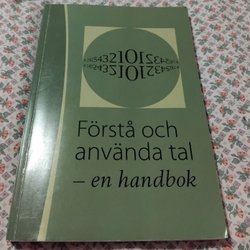 Förstå och
använda tal
– en handbok